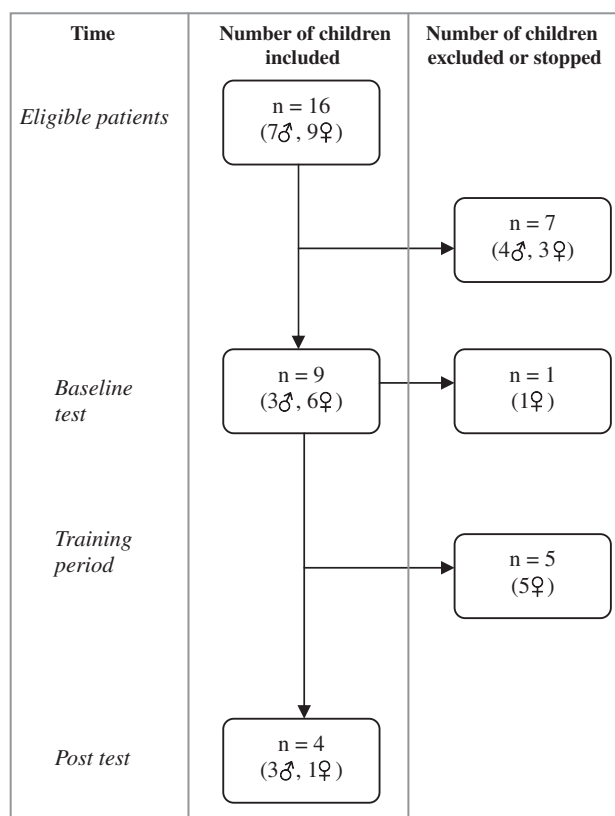 Time
Number of children
included
Number of children
excluded or stopped
Eligible patients
n = 16
(7♂, 9♀)
n = 7
(4♂, 3♀)
Baseline
test
n = 9
(3♂, 6♀)
n = 1
(1♀)
Training
period
n = 5
(5♀)
Post test
n = 4
(3♂, 1♀)